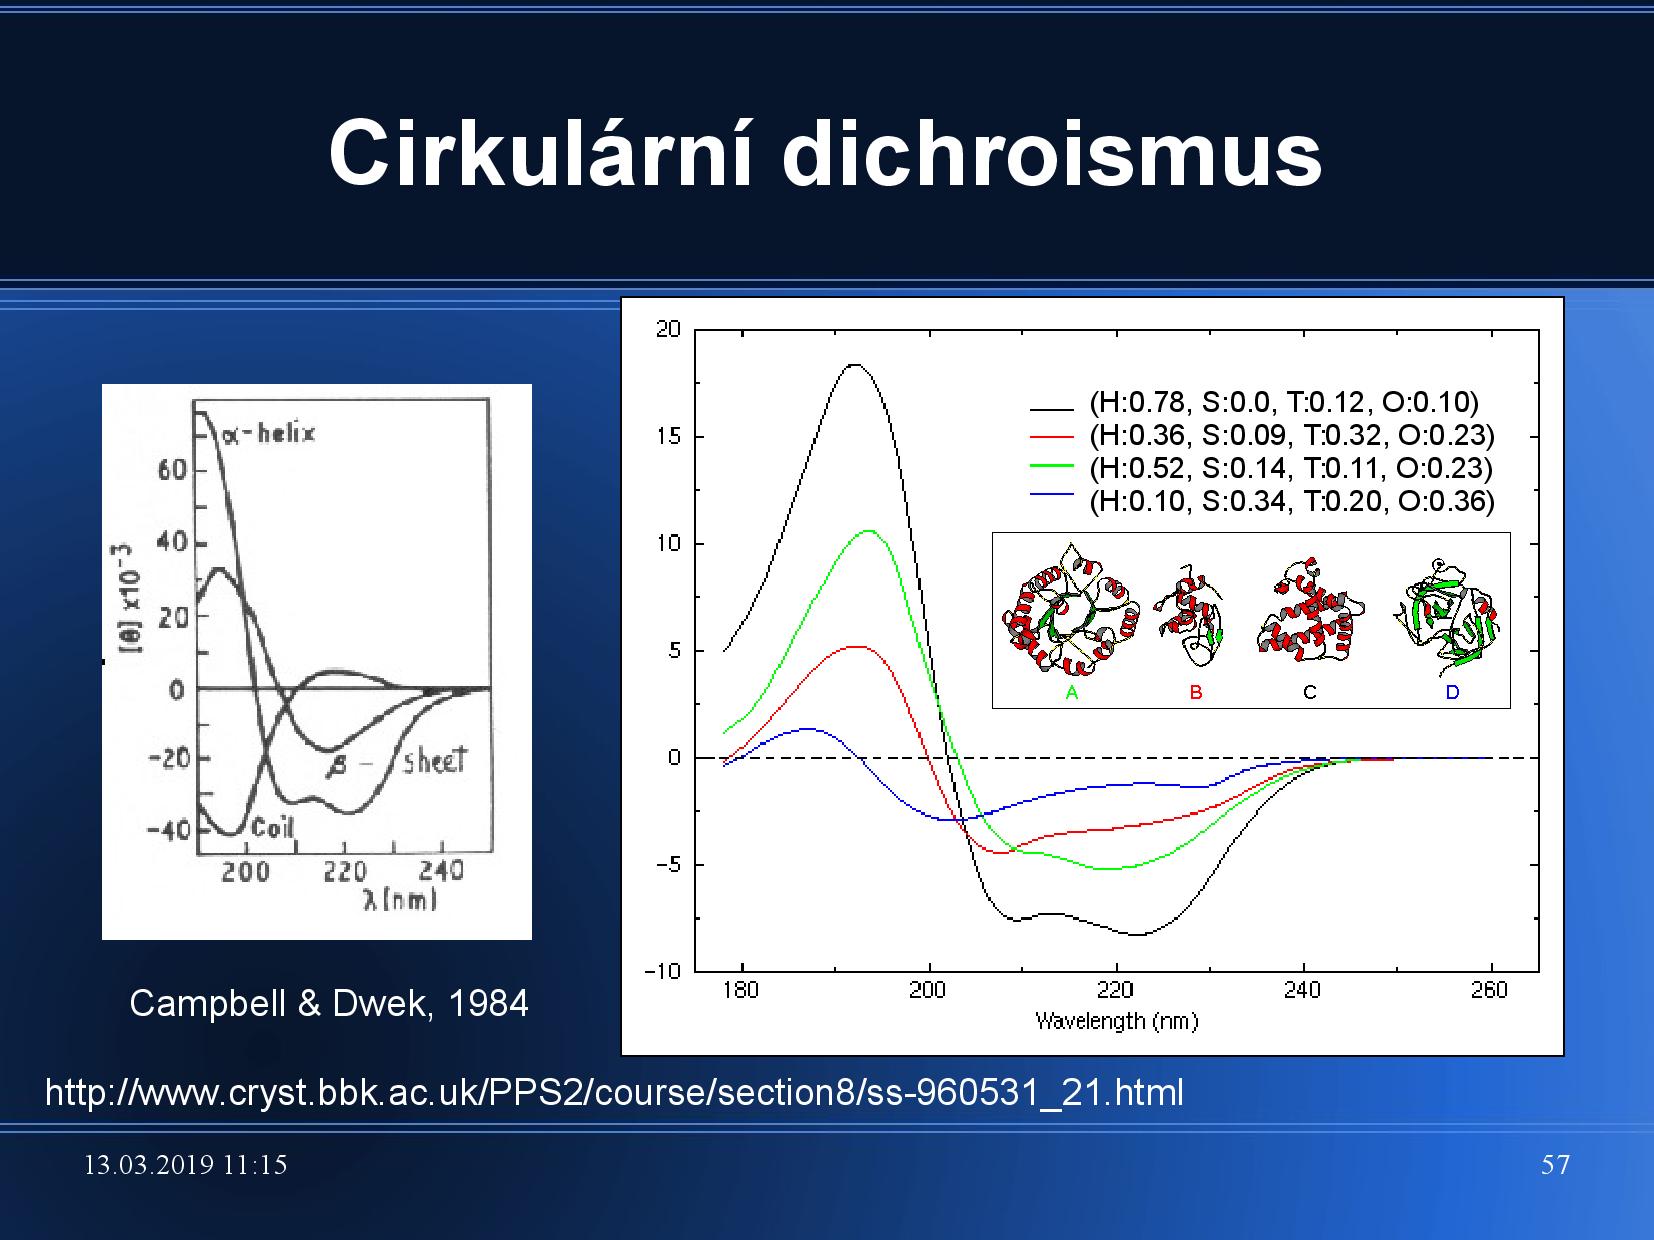 Cirkulární dichroismus
α-helix
60
40
20
0
-20
-40
[θ] x10⁻³
β - sheet
Coil
200 220 240
λ(nm)
Campbell & Dwek, 1984
20
15
10
5
0
-5
-10
(H:0.78, S:0.0, T:0.12, O:0.10)
(H:0.36, S:0.09, T:0.32, O:0.23)
(H:0.52, S:0.14, T:0.11, O:0.23)
(H:0.10, S:0.34, T:0.20, O:0.36)
A B C D
180 200 220 240 260
Wavelength (nm)
http://www.cryst.bbk.ac.uk/PPS2/course/section8/ss-960531_21.html
13.03.2019 11:15
57